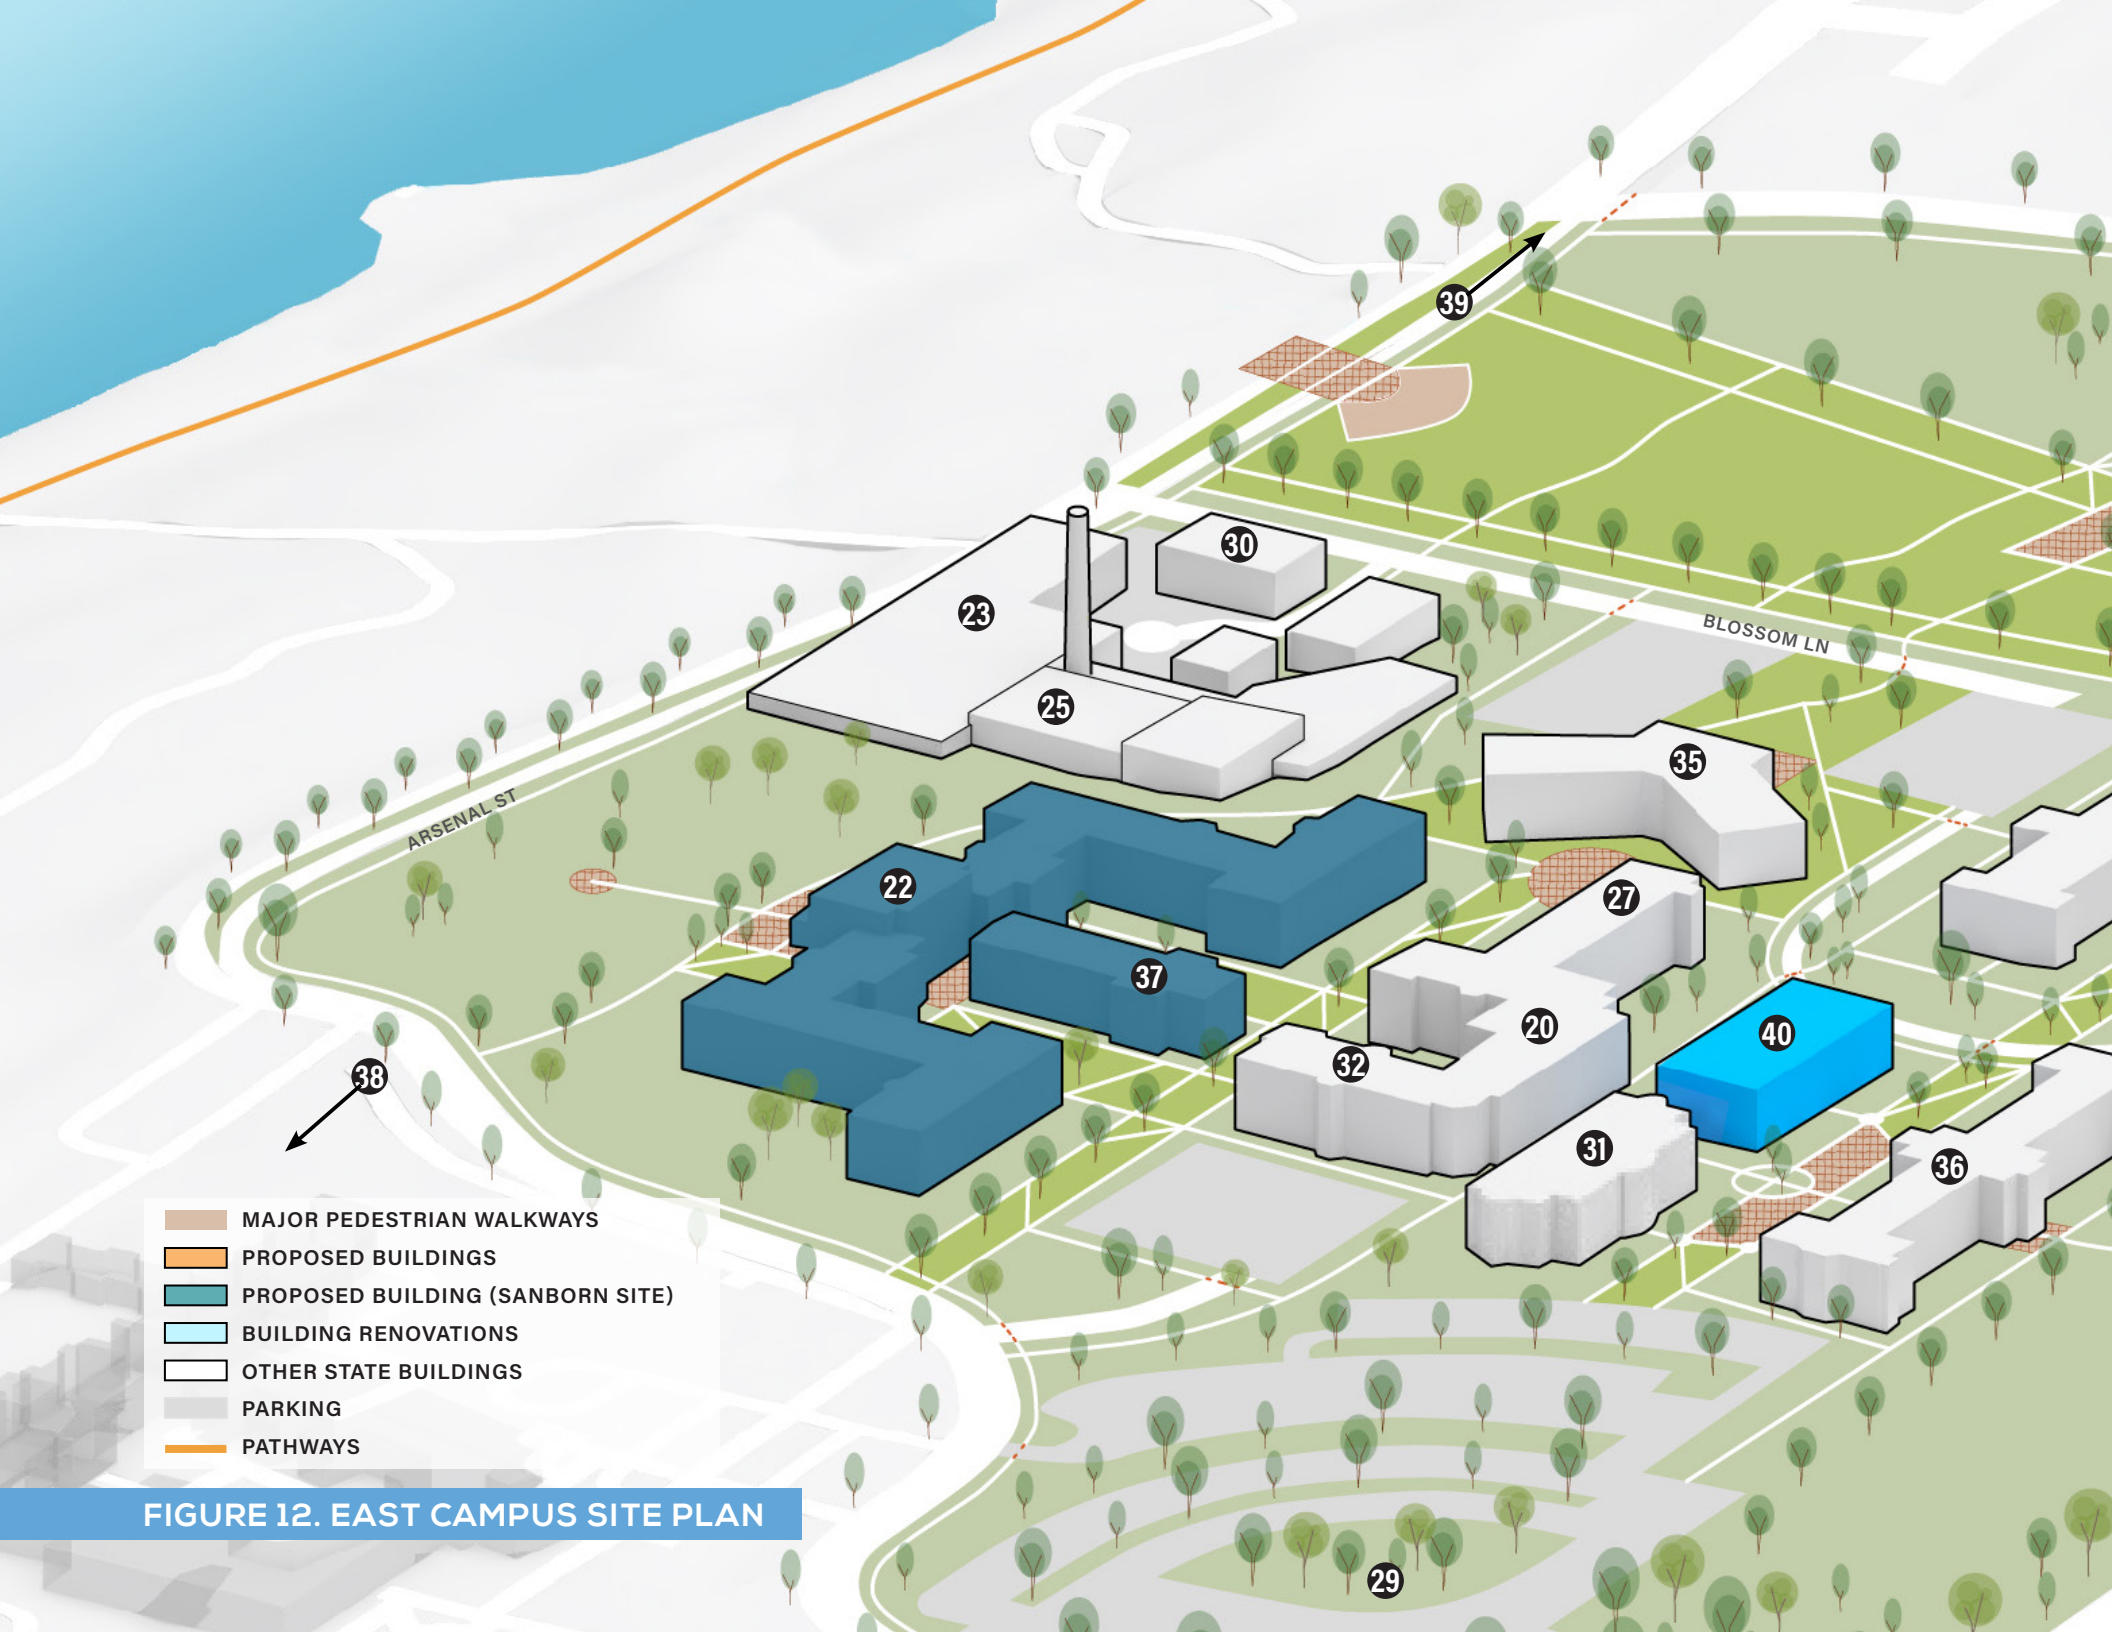 39
30
23
BLOSSOM LN
25
35
ARSENAL ST
22
27
37
20
40
32
38
31
36
MAJOR PEDESTRIAN WALKWAYS
PROPOSED BUILDINGS
PROPOSED BUILDING (SANBORN SITE)
BUILDING RENOVATIONS
OTHER STATE BUILDINGS
PARKING
PATHWAYS
FIGURE 12. EAST CAMPUS SITE PLAN
29